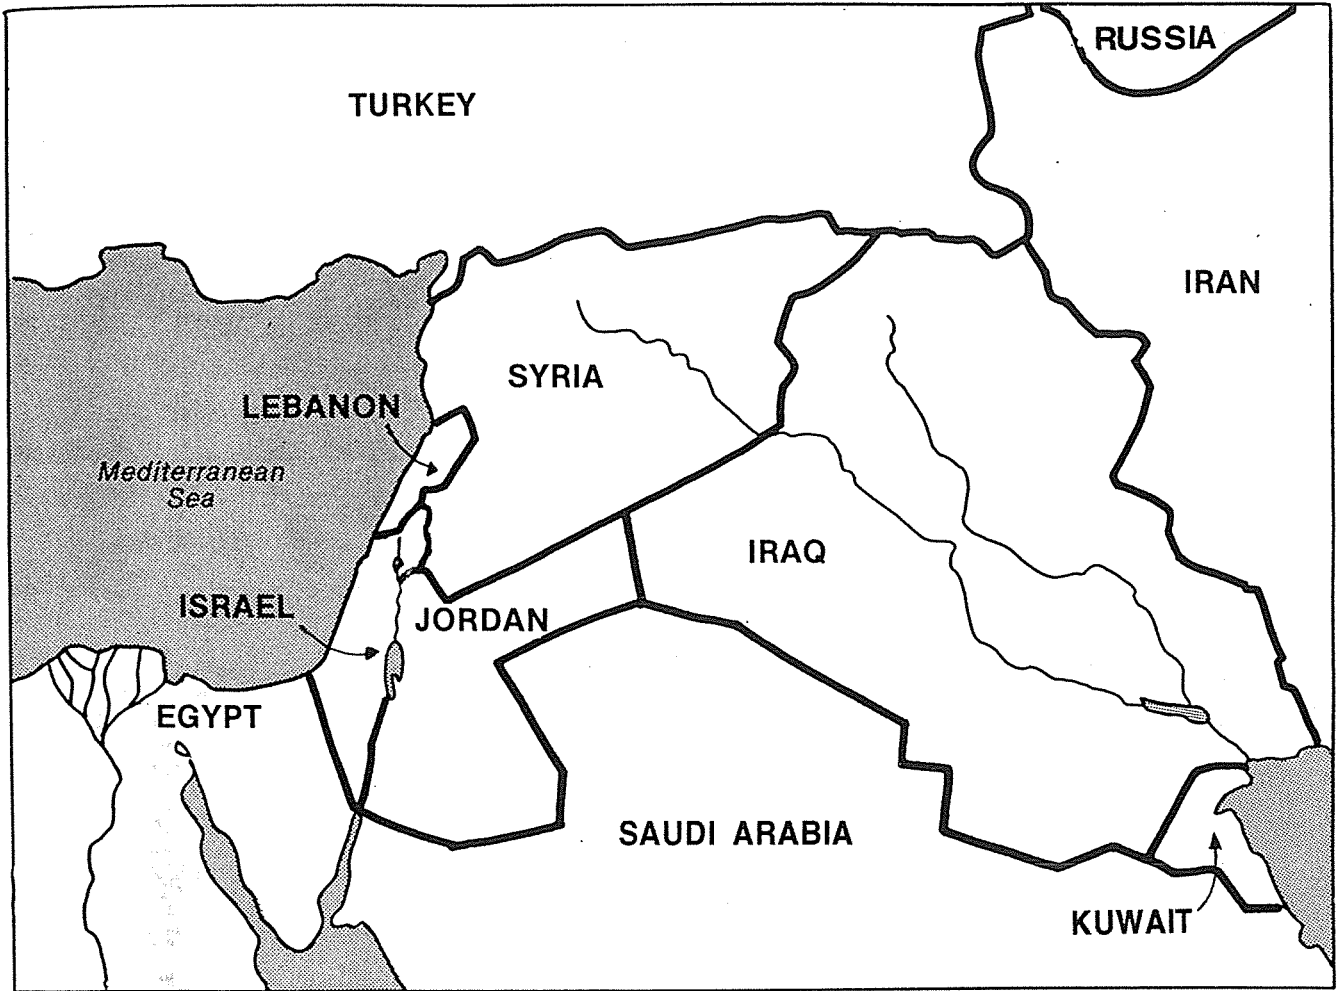 RUSSIA
TURKEY
IRAN
SYRIA
LEBANON
Mediterranean
Sea
IRAQ
ISRAEL
JORDAN
EGYPT
SAUDI ARABIA
KUWAIT